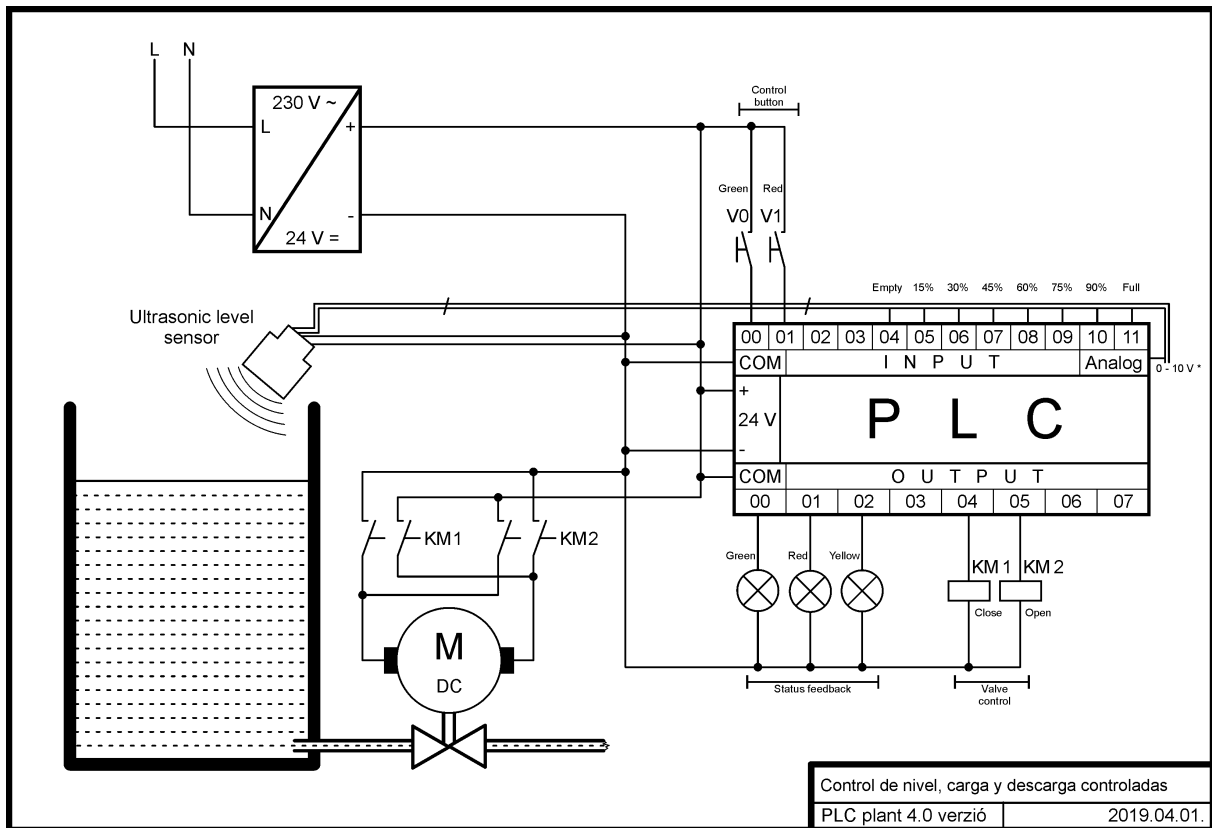 L N
Control
button
230 V ~
L +
N -
24 V =
Green Red
V0 V1
Ultrasonic level
sensor
Empty 15% 30% 45% 60% 75% 90% Full
00 01 02 03 04 05 06 07 08 09 10 11
COM I N P U T Analog
0 - 10 V *
+
24 V
-
P L C
COM O U T P U T
00 01 02 03 04 05 06 07
KM1 KM2
Green Red Yellow
KM 1 KM 2
Close Open
M
DC
Status feedback
Valve
control
Control de nivel, carga y descarga controladas
PLC plant 4.0 verzió 2019.04.01.